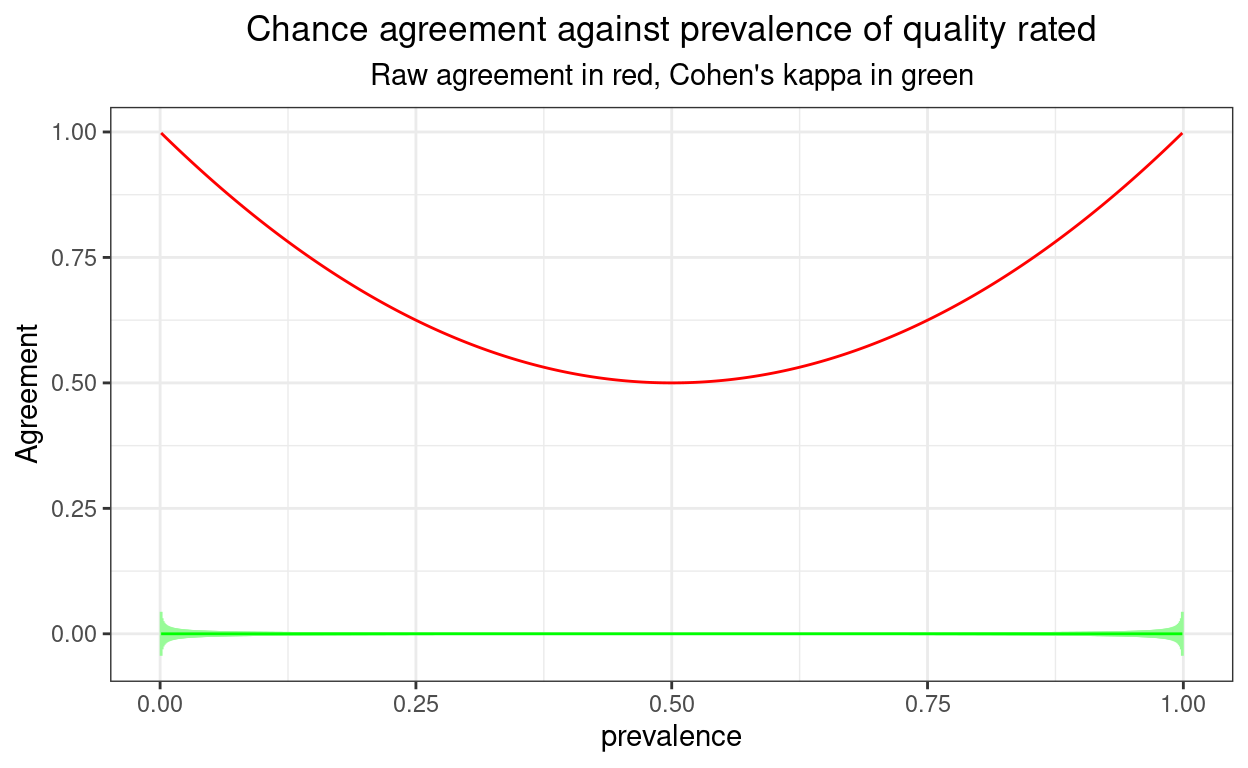 Chance agreement against prevalence of quality rated
Raw agreement in red, Cohen's kappa in green
Agreement
1.00
0.75
0.50
0.25
0.00
0.00 0.25 0.50 0.75 1.00
prevalence